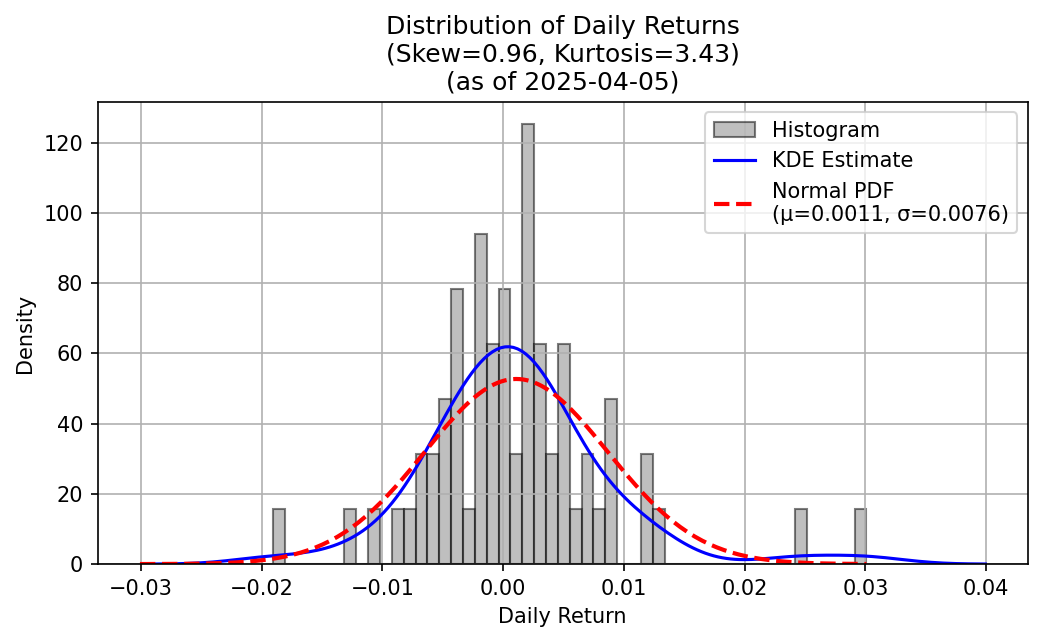 Distribution of Daily Returns
(Skew=0.96, Kurtosis=3.43)
(as of 2025-04-05)
Histogram
KDE Estimate
Normal PDF
(μ=0.0011, σ=0.0076)
Density
120
100
80
60
40
20
0
−0.03
−0.02
−0.01
0.00
0.01
0.02
0.03
0.04
Daily Return